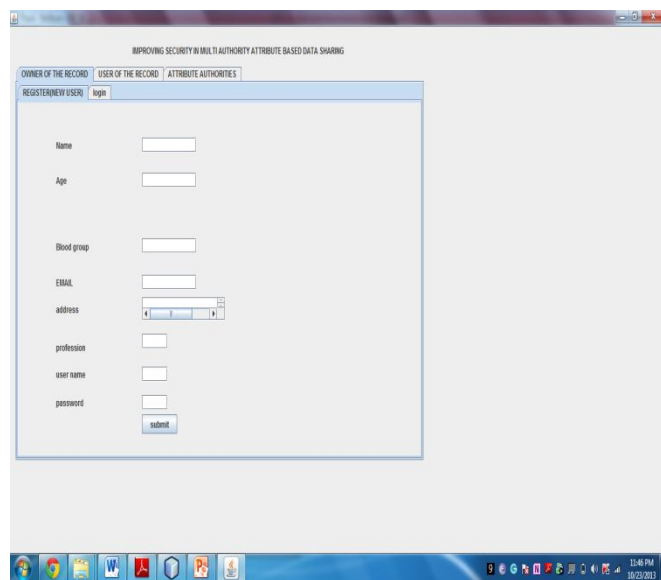 IMPROVING SECURITY IN MULTI AUTHORITY ATTRIBUTE BASED DATA SHARING
OWNER OF THE RECORD USER OF THE RECORD ATTRIBUTE AUTHORITIES
REGISTER(NEW USER) login
Name
Age
Blood group
EMAIL
address
profession
user name
password
submit
11:46 PM
10/23/2013